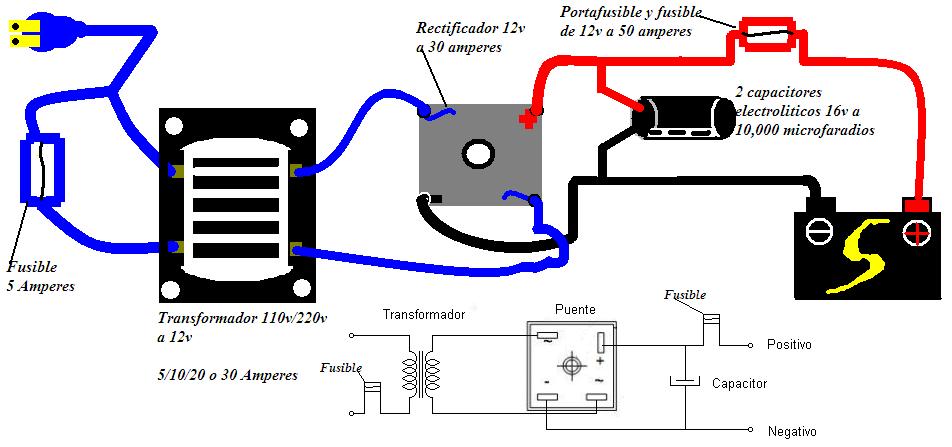 Rectificador 12v
a 30 amperes
Portafusible y fusible
de 12v a 50 amperes
2 capacitores
electroliticos 16v a
10,000 microfaradios
Fusible
5 Amperes
Transformador 110v/220v
a 12v
5/10/20 o 30 Amperes
Transformador
Puente
Fusible
Fusible
Positivo
Capacitor
Negativo